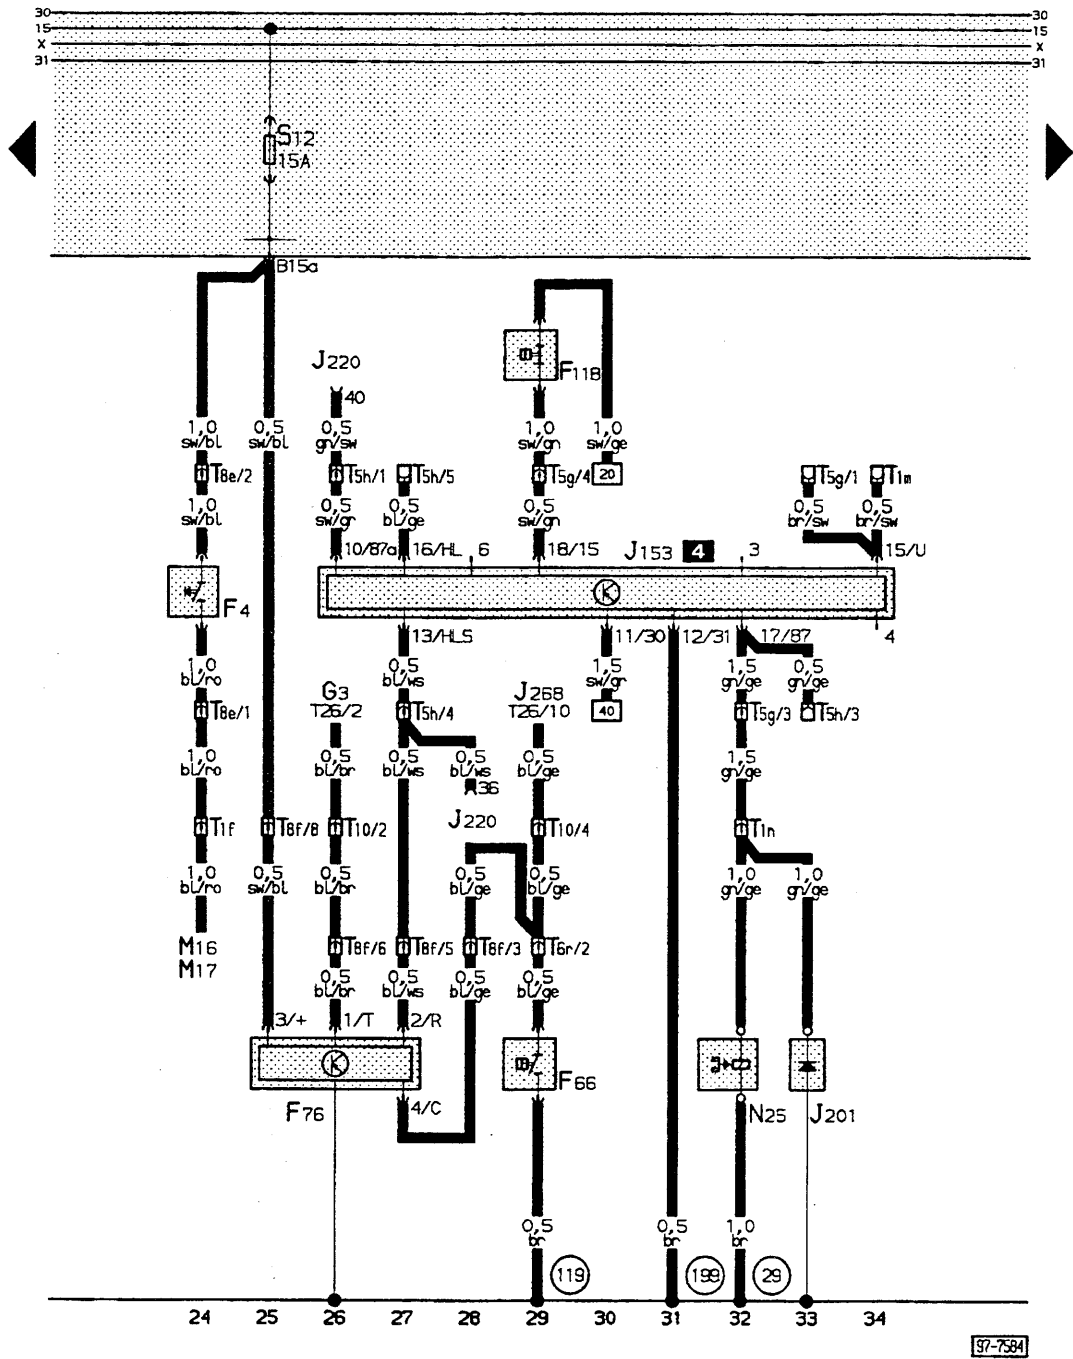 30 30
15 15
X X
31 31
S12
15A
B15a
J220
40
F118
1,0 0,5 0,5 1,0 1,0
sw/bl sw/bl gn/sw sw/gn sw/ge
T8e/2 T5h/1 T5h/5 T5g/4 20 T5g/1 T1m
1,0 0,5 0,5 0,5 0,5 0,5
sw/bl sw/gr bl/ge sw/gn br/sw br/sw
10/87a 16/HL 6 18/15 J153 4 3 15/U
F4
13/HLS 11/30 12/31 17/87 4
1,0 0,5 1,5 1,5 0,5
bl/ro bl/ws sw/gr gn/ge gn/ge
G3 J268
T26/2 T26/10
T8e/1 T5h/4 40 T5g/3 T5h/3
1,0 0,5 0,5 0,5 0,5 1,5
bl/ro bl/br bl/ws bl/ws bl/ge gn/ge
36
J220
T1f T8f/8 T10/2 T10/4 T1n
1,0 0,5 0,5 0,5 0,5 1,0 1,0
bl/ro sw/bl bl/br bl/ge bl/ge gn/ge gn/ge
M16
M17
T8f/6 T8f/5 T8f/3 T6r/2
0,5 0,5 0,5 0,5
bl/br bl/ws bl/ge bl/ge
3/+ 1/T 2/R
F76 4/C F66 N25 J201
0,5 0,5 1,0
br br br
119 199 29
24 25 26 27 28 29 30 31 32 33 34
97-7584